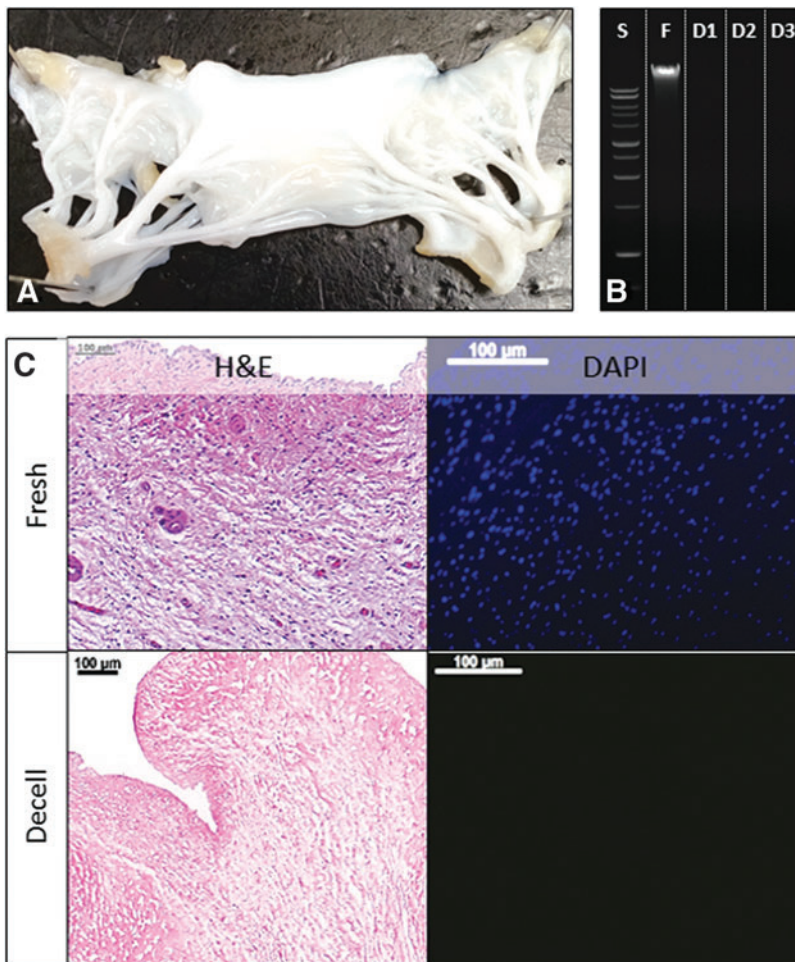 A
S F D1 D2 D3
B
C
H&E
DAPI
100 µm
100 µm
Fresh
100 µm
100 µm
Decell